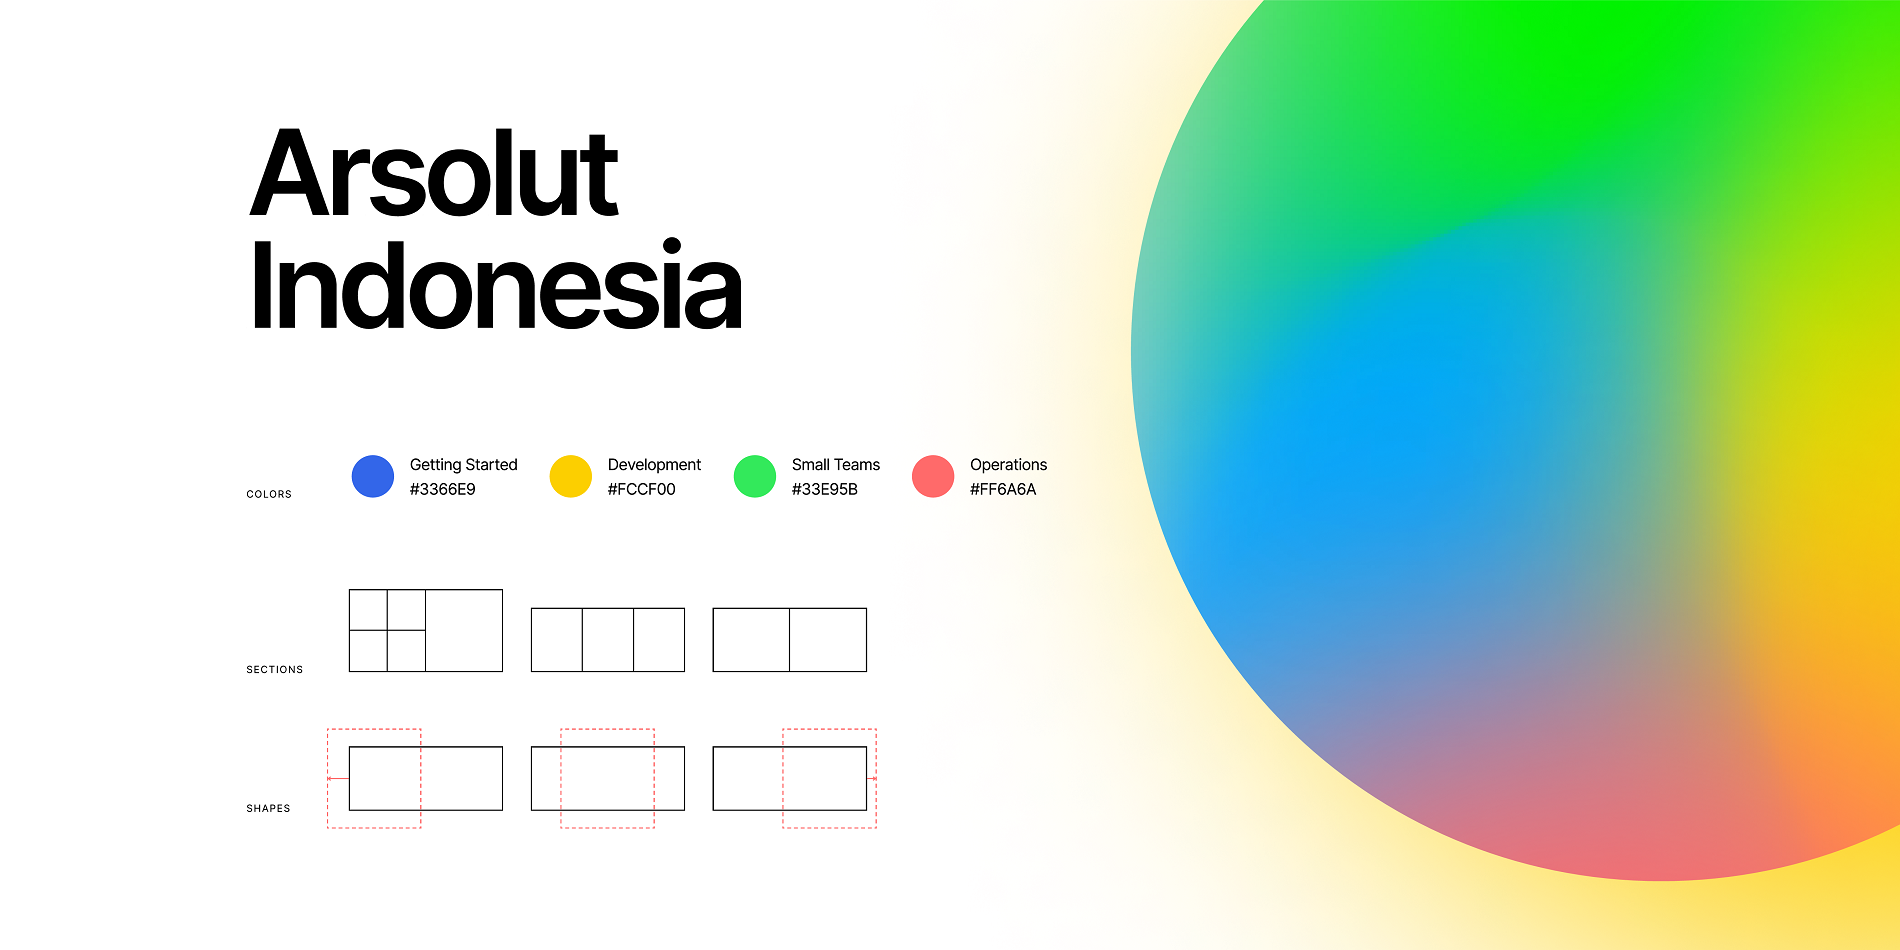 Arsolut
Indonesia
COLORS
Getting Started
#3366E9
Development
#FCCF00
Small Teams
#33E95B
Operations
#FF6A6A
SECTIONS
SHAPES